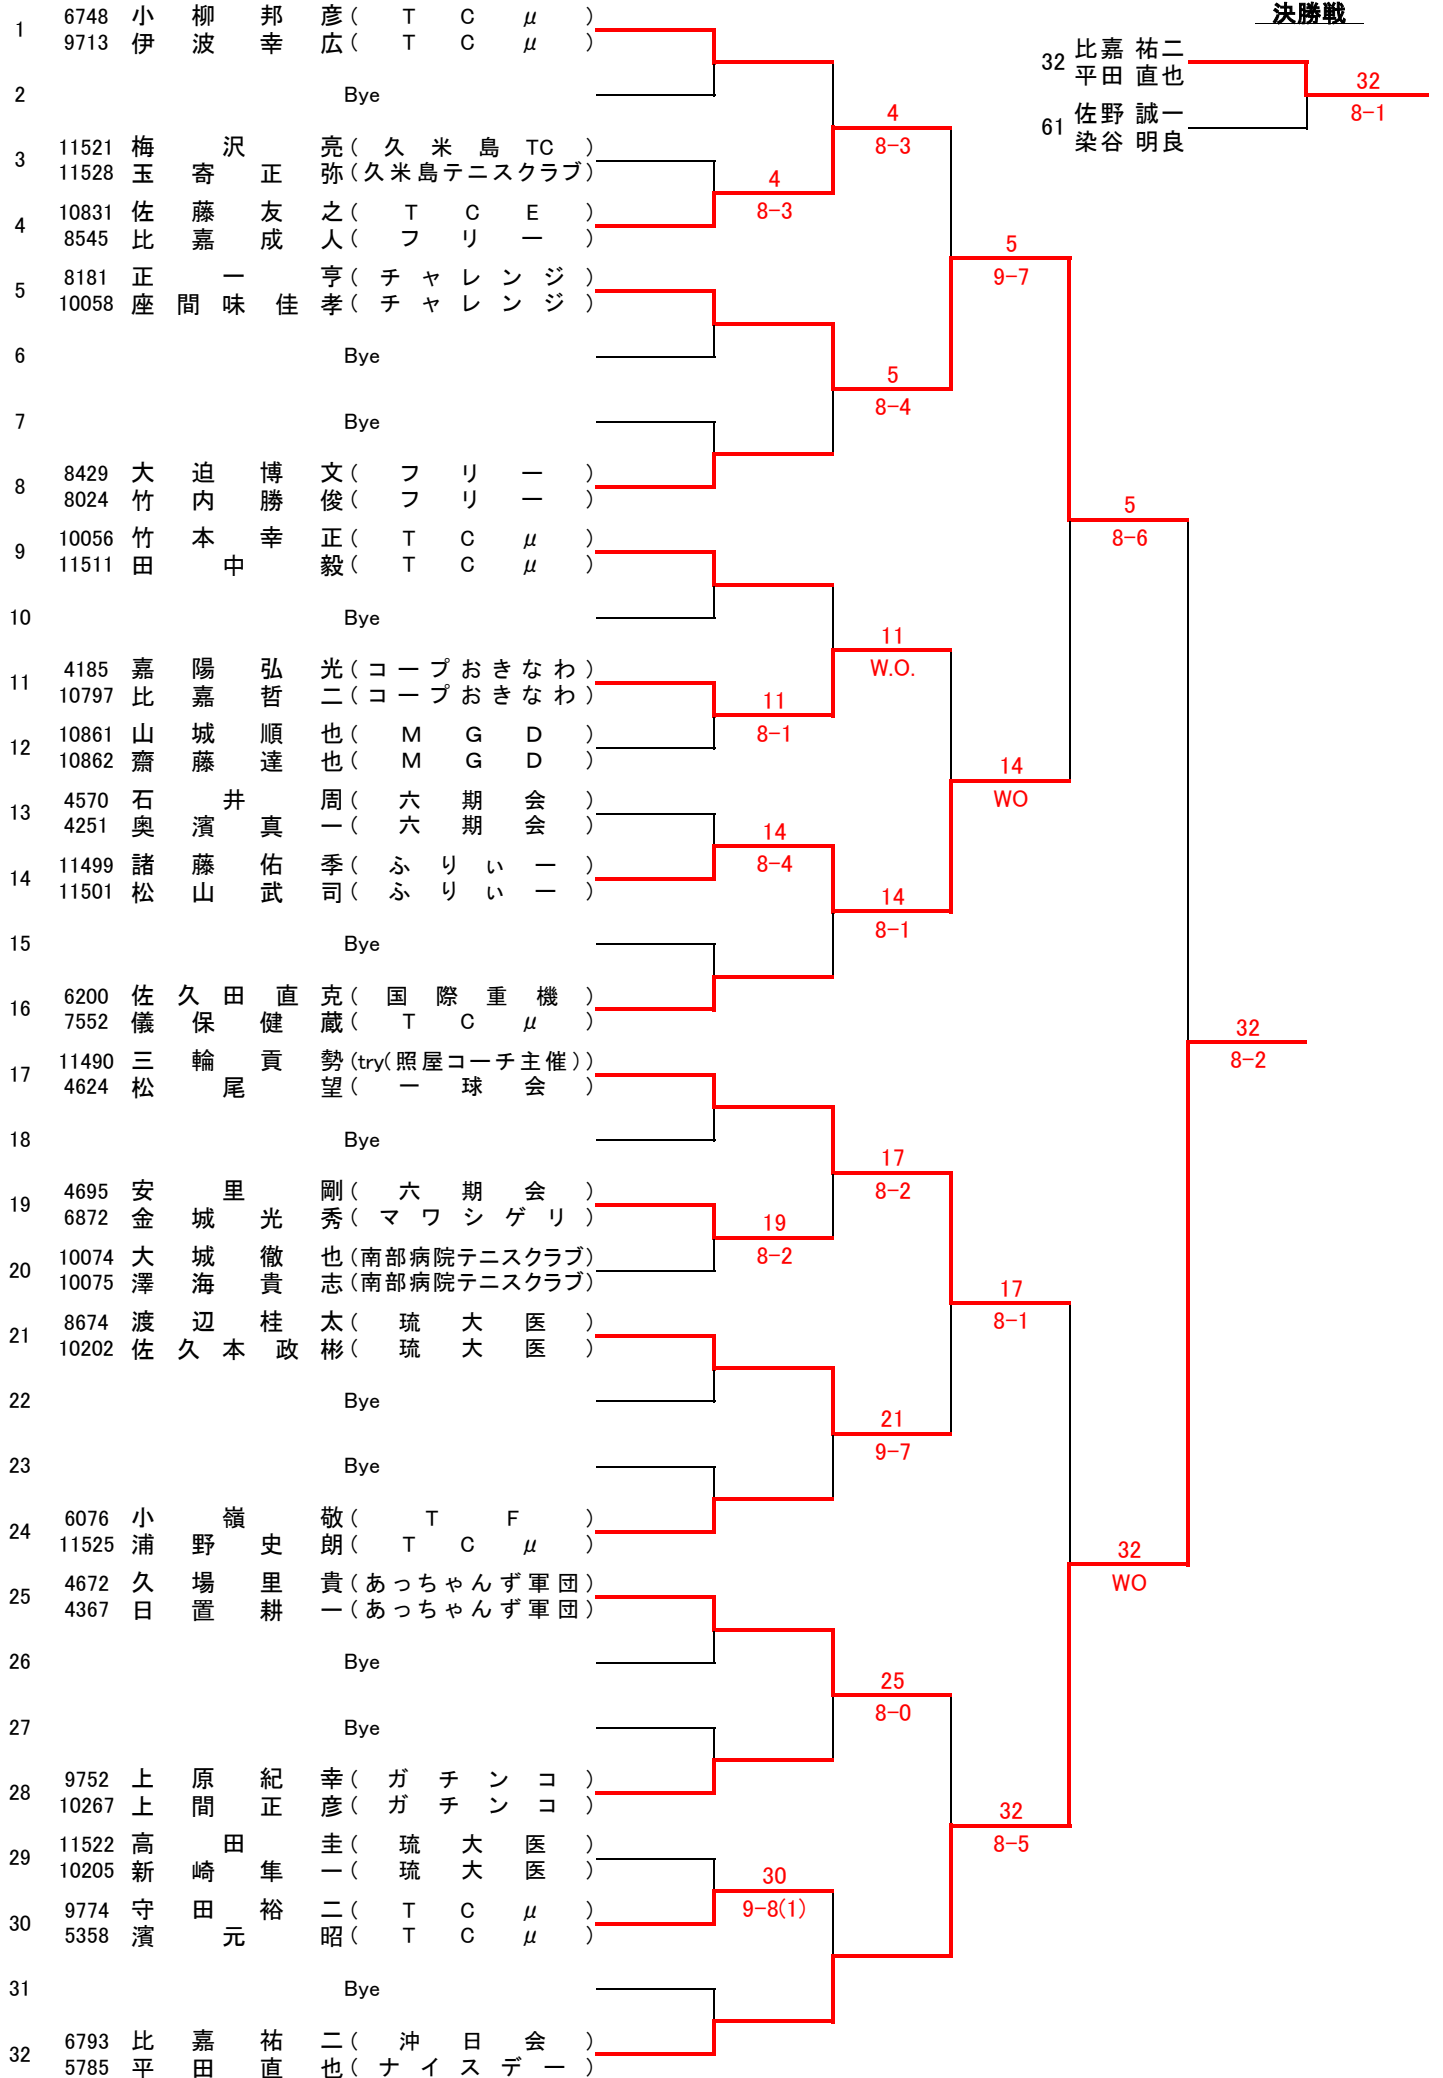 決勝戦
1 6748 小柳邦彦(TCμ)
9713 伊波幸広(TCμ)
2 Bye
3 11521 梅沢亮(久米島TC)
11528 玉寄正弥(久米島テニスクラブ)
4 10831 佐藤友之(TCE)
8545 比嘉成人(フリー)
5 8181 正一亨(チャレンジ)
10058 座間味佳孝(チャレンジ)
6 Bye
7 Bye
8 8429 大迫博文(フリー)
8024 竹内勝俊(フリー)
9 10056 竹本幸正(TCμ)
11511 田中毅(TCμ)
10 Bye
11 4185 嘉陽弘光(コープおきなわ)
10797 比嘉哲二(コープおきなわ)
12 10861 山城順也(MGD)
10862 齋藤達也(MGD)
13 4570 石井周(六期会)
4251 奥濱真一(六期会)
14 11499 諸藤佑季(ふりぃー)
11501 松山武司(ふりぃー)
15 Bye
16 6200 佐久田直克(国際重機)
7552 儀保健蔵(TCμ)
17 11490 三輪貢勢(try(照屋コーチ主催))
4624 松尾望(一球会)
18 Bye
19 4695 安里剛(六期会)
6872 金城光秀(マワシゲリ)
20 10074 大城徹也(南部病院テニスクラブ)
10075 澤海貴志(南部病院テニスクラブ)
21 8674 渡辺桂太(琉大医)
10202 佐久本政彬(琉大医)
22 Bye
23 Bye
24 6076 小嶺敬(TF)
11525 浦野史朗(TCμ)
25 4672 久場里貴(あっちゃんず軍団)
4367 日置耕一(あっちゃんず軍団)
26 Bye
27 Bye
28 9752 上原紀幸(ガチンコ)
10267 上間正彦(ガチンコ)
29 11522 高田圭(琉大医)
10205 新崎隼一(琉大医)
30 9774 守田裕二(TCμ)
5358 濱元昭(TCμ)
31 Bye
32 6793 比嘉祐二(沖日会)
5785 平田直也(ナイスデー)
4
8-3
11
8-1
14
8-4
19
8-2
30
9-8(1)
4
8-3
5
8-4
11
W.O.
14
8-1
17
8-2
21
9-7
25
8-0
5
9-7
14
WO
17
8-1
32
8-5
5
8-6
32
WO
32
8-2
32 比嘉 祐二
平田 直也
61 佐野 誠一
染谷 明良
32
8-1